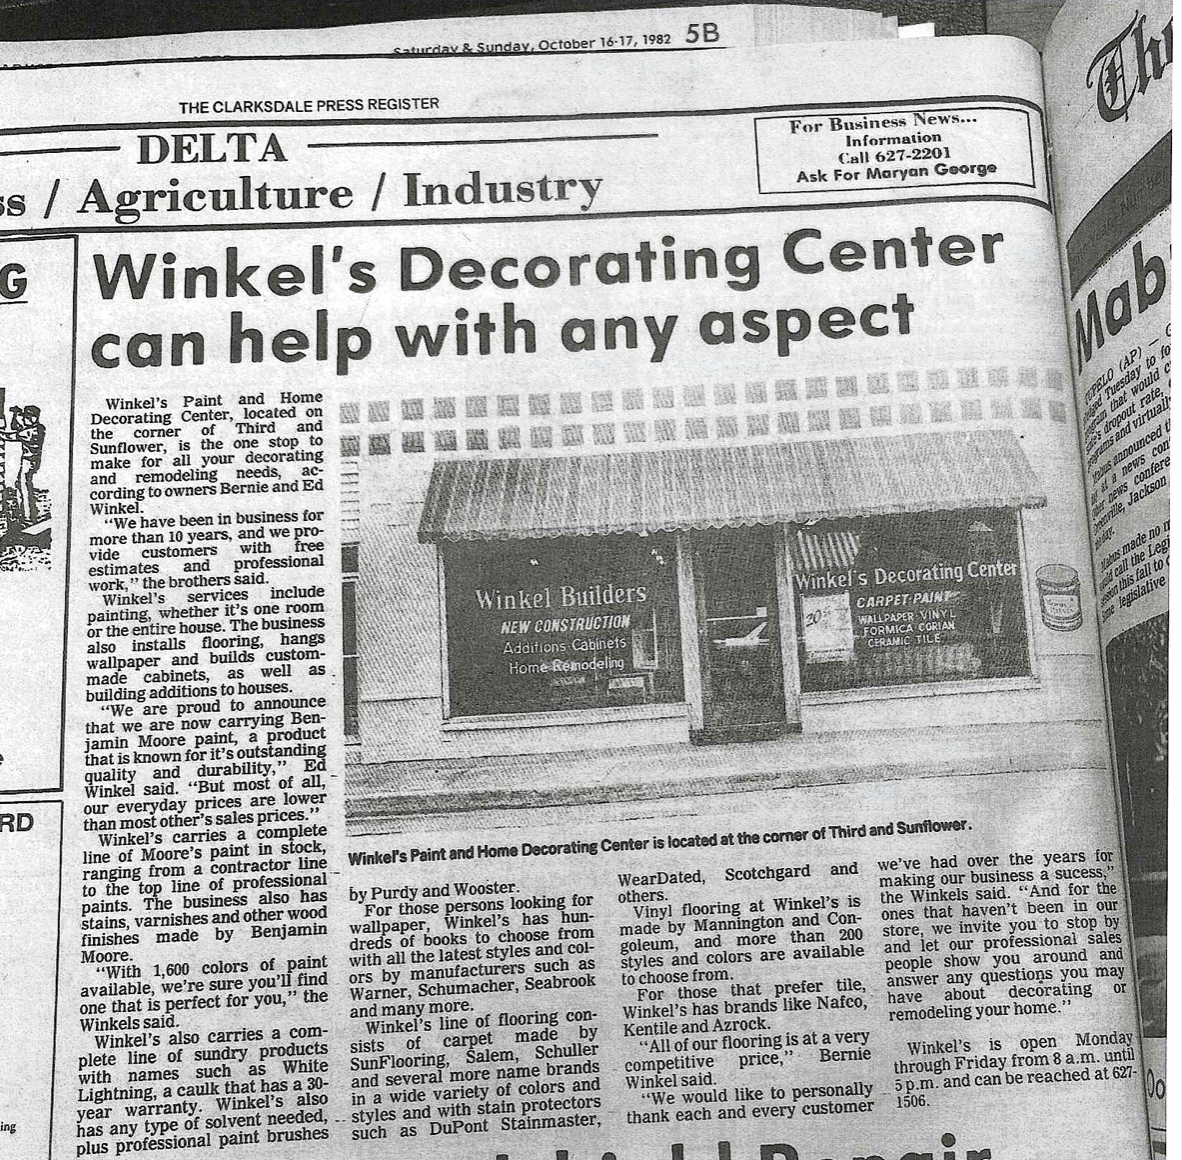 Saturday & Sunday, October 16-17, 1982 5B
THE CLARKSDALE PRESS REGISTER
DELTA
ss / Agriculture / Industry
For Business News...
Information
Call 627-2201
Ask For Maryan George
Winkel's Decorating Center
can help with any aspect
Winkel's Paint and Home
Decorating Center, located on
the corner of Third and
Sunflower, is the one stop to
make for all your decorating
and remodeling needs, ac-
cording to owners Bernie and Ed
Winkel.
"We have been in business for
more than 10 years, and we pro-
vide customers with free
estimates and professional
work," the brothers said.
Winkel's services include
painting, whether it's one room
or the entire house. The business
also installs flooring, hangs
wallpaper and builds custom-
made cabinets, as well as
building additions to houses.
"We are proud to announce
that we are now carrying Ben-
jamin Moore paint, a product
that is known for it's outstanding
quality and durability," Ed
Winkel said. "But most of all,
our everyday prices are lower
than most other's sales prices."
Winkel's carries a complete
line of Moore's paint in stock,
ranging from a contractor line
to the top line of professional
paints. The business also has
stains, varnishes and other wood
finishes made by Benjamin
Moore.
"With 1,600 colors of paint
available, we're sure you'll find
one that is perfect for you," the
Winkels said.
Winkel's also carries a com-
plete line of sundry products
with names such as White
Lightning, a caulk that has a 30-
year warranty. Winkel's also
has any type of solvent needed,
plus professional paint brushes
Winkel Builders
NEW CONSTRUCTION
Additions Cabinets
Home Remodeling
Winkel's Decorating Center
CARPET PAINT
WALLPAPER VINYL
FORMICA CORIAN
CERAMIC TILE
20%
Winkel's Paint and Home Decorating Center is located at the corner of Third and Sunflower.
by Purdy and Wooster.
For those persons looking for
wallpaper, Winkel's has hun-
dreds of books to choose from
with all the latest styles and col-
ors by manufacturers such as
Warner, Schumacher, Seabrook
and many more.
Winkel's line of flooring con-
sists of carpet made by
SunFlooring, Salem, Schuller
and several more name brands
in a wide variety of colors and
styles and with stain protectors
such as DuPont Stainmaster,
WearDated, Scotchgard and
others.
Vinyl flooring at Winkel's is
made by Mannington and Con-
goleum, and more than 200
styles and colors are available
to choose from.
For those that prefer tile,
Winkel's has brands like Nafco,
Kentile and Azrock.
"All of our flooring is at a very
competitive price," Bernie
Winkel said.
"We would like to personally
thank each and every customer
we've had over the years for
making our business a sucess,"
the Winkels said. "And for the
ones that haven't been in our
store, we invite you to stop by
and let our professional sales
people show you around and
answer any questions you may
have about decorating or
remodeling your home."
Winkel's is open Monday
through Friday from 8 a.m. until
5 p.m. and can be reached at 627-
1506.
G
RD
ing
Mab